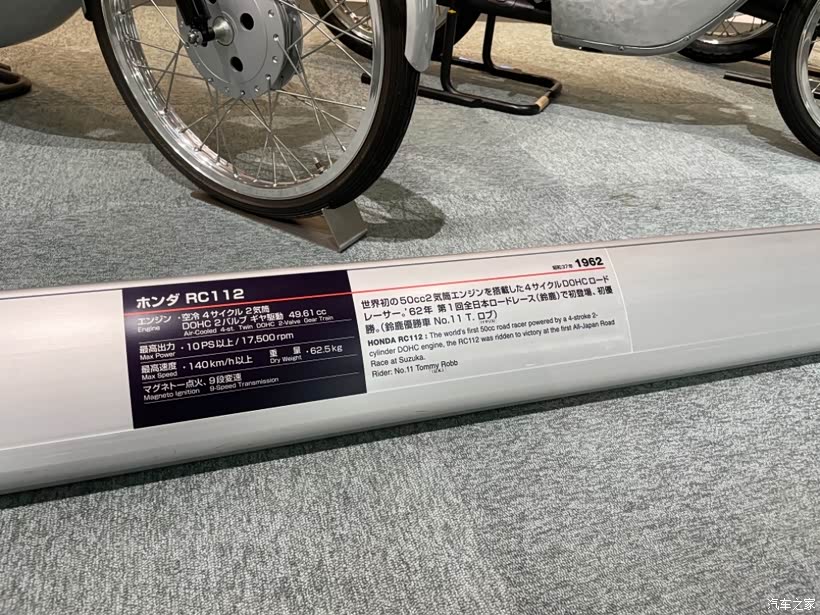 ホンダ RC112
エンジン ・空冷 4サイクル 2気筒
DOHC 2バルブ ギヤ駆動 49.61 cc
Engine Air-Cooled 4-st. Twin DOHC 2-Valve Gear Train
最高出力 ・10 PS以上 / 17,500 rpm
Max Power
最高速度 ・140 km/h以上 重量 ・62.5 kg
Max Speed Dry Weight
マグネトー点火、9段変速
Magneto Ignition 9-Speed Transmission
昭和37年 1962
世界初の50cc2気筒エンジンを搭載した4サイクルDOHCロード
レーサー。'62年 第1回全日本ロードレース(鈴鹿)で初登場、初優
勝。(鈴鹿優勝車 No.11 T. ロブ)
HONDA RC112 : The world's first 50cc road racer powered by a 4-stroke 2-
cylinder DOHC engine, the RC112 was ridden to victory at the first All-Japan Road
Race at Suzuka.
Rider: No.11 Tommy Robb
汽车之家